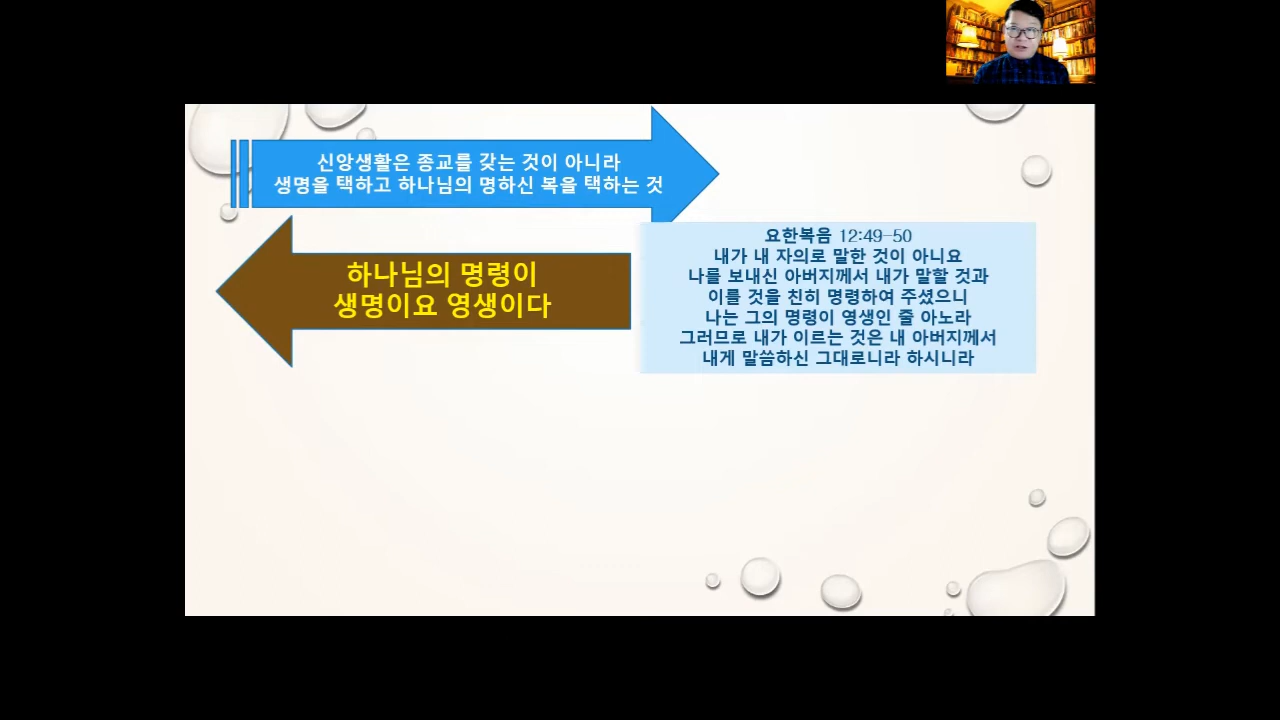 신앙생활은 종교를 갖는 것이 아니라
생명을 택하고 하나님의 명하신 복을 택하는 것
하나님의 명령이
생명이요 영생이다
요한복음 12:49-50
내가 내 자의로 말한 것이 아니요
나를 보내신 아버지께서 내가 말할 것과
이를 것을 친히 명령하여 주셨으니
나는 그의 명령이 영생인 줄 아노라
그러므로 내가 이르는 것은 내 아버지께서
내게 말씀하신 그대로니라 하시니라